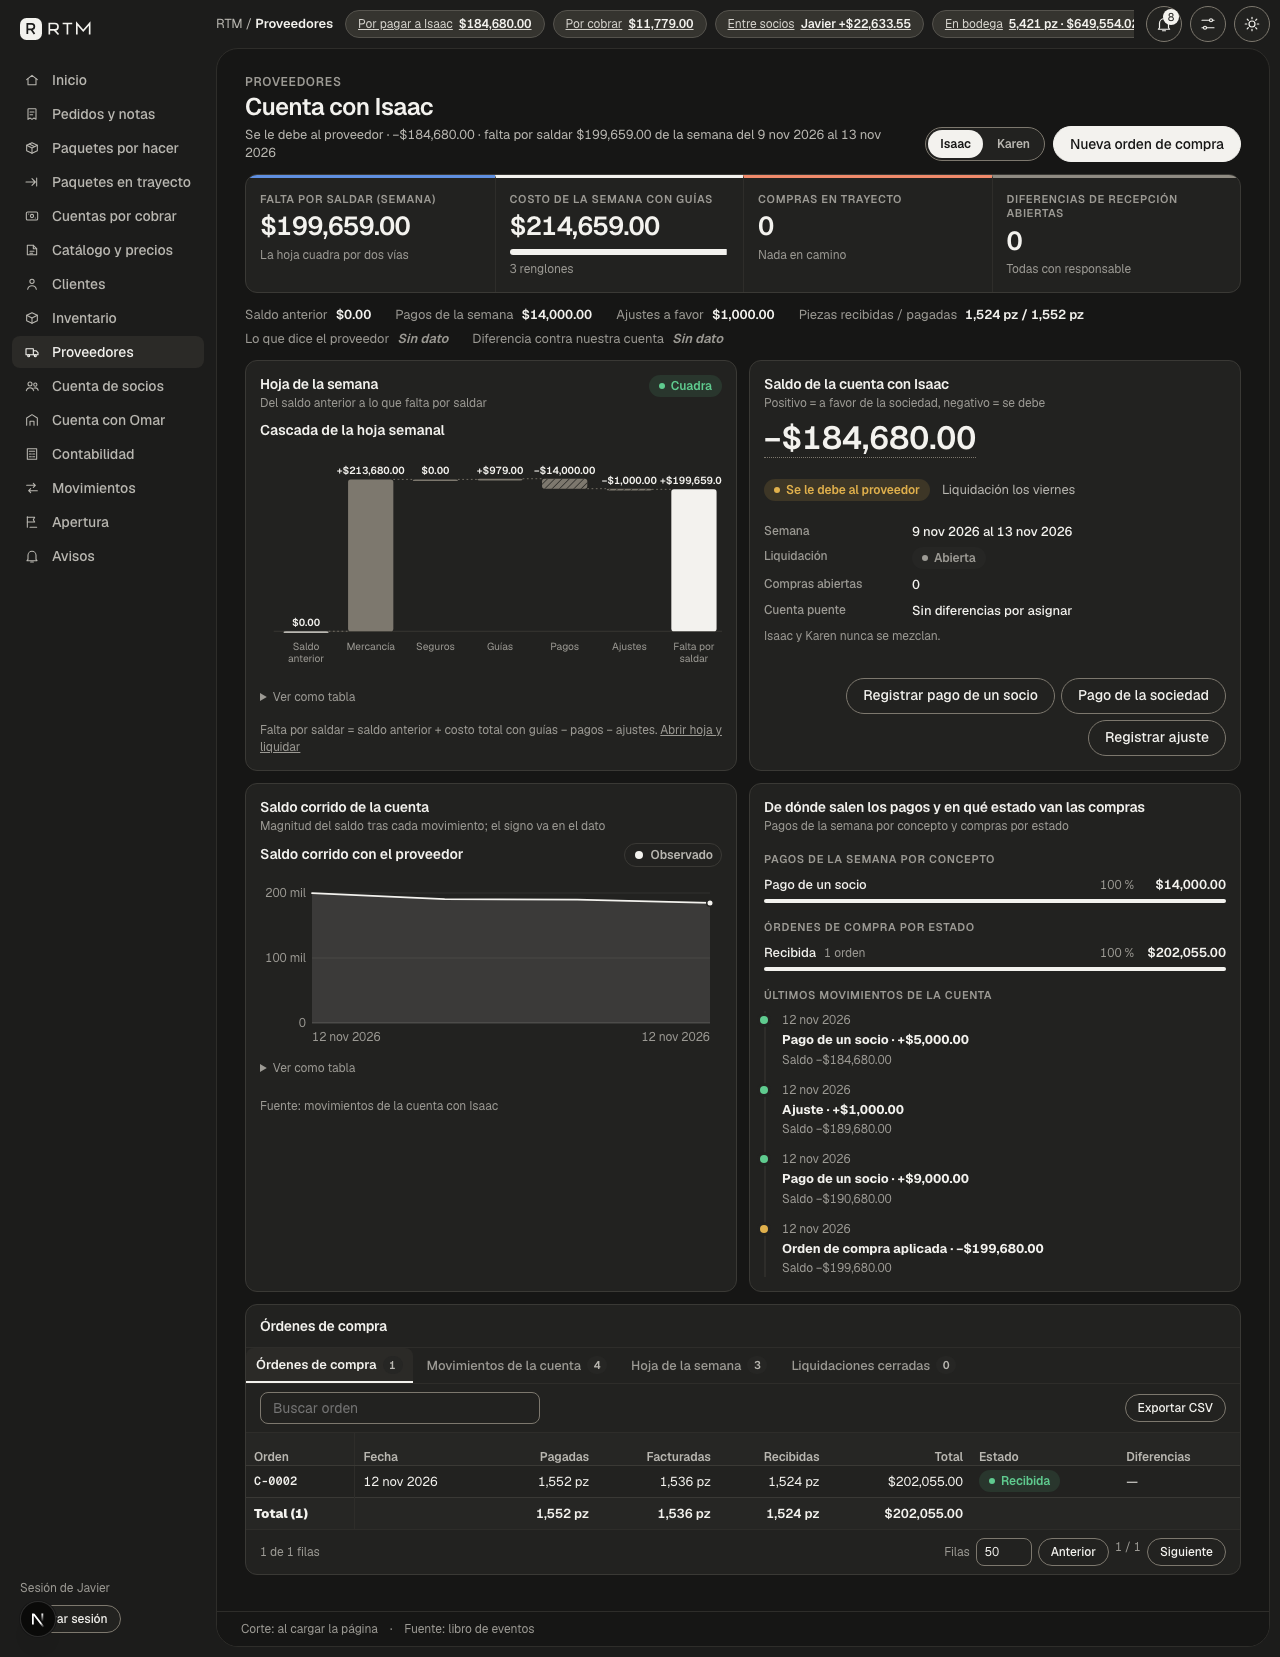 R RTM
Inicio
Pedidos y notas
Paquetes por hacer
Paquetes en trayecto
Cuentas por cobrar
Catálogo y precios
Clientes
Inventario
Proveedores
Cuenta de socios
Cuenta con Omar
Contabilidad
Movimientos
Apertura
Avisos
Sesión de Javier
N ar sesión
RTM / Proveedores
Por pagar a Isaac $184,680.00
Por cobrar $11,779.00
Entre socios Javier +$22,633.55
En bodega 5,421 pz · $649,554.02
8
PROVEEDORES
Cuenta con Isaac
Se le debe al proveedor · −$184,680.00 · falta por saldar $199,659.00 de la semana del 9 nov 2026 al 13 nov
2026
Isaac Karen
Nueva orden de compra
FALTA POR SALDAR (SEMANA)
$199,659.00
La hoja cuadra por dos vías
COSTO DE LA SEMANA CON GUÍAS
$214,659.00
3 renglones
COMPRAS EN TRAYECTO
0
Nada en camino
DIFERENCIAS DE RECEPCIÓN
ABIERTAS
0
Todas con responsable
Saldo anterior $0.00 Pagos de la semana $14,000.00 Ajustes a favor $1,000.00 Piezas recibidas / pagadas 1,524 pz / 1,552 pz
Lo que dice el proveedor Sin dato Diferencia contra nuestra cuenta Sin dato
Hoja de la semana
Cuadra
Del saldo anterior a lo que falta por saldar
Cascada de la hoja semanal
+$213,680.00 $0.00 +$979.00 −$14,000.00
−$1,000.00 +$199,659.0
$0.00
Saldo anterior
Mercancía
Seguros
Guías
Pagos
Ajustes
Falta por saldar
Ver como tabla
Falta por saldar = saldo anterior + costo total con guías − pagos − ajustes. Abrir hoja y
liquidar
Saldo de la cuenta con Isaac
Positivo = a favor de la sociedad, negativo = se debe
−$184,680.00
Se le debe al proveedor Liquidación los viernes
Semana 9 nov 2026 al 13 nov 2026
Liquidación Abierta
Compras abiertas 0
Cuenta puente Sin diferencias por asignar
Isaac y Karen nunca se mezclan.
Registrar pago de un socio
Pago de la sociedad
Registrar ajuste
Saldo corrido de la cuenta
Magnitud del saldo tras cada movimiento; el signo va en el dato
Saldo corrido con el proveedor
Observado
200 mil
100 mil
0
12 nov 2026 12 nov 2026
Ver como tabla
Fuente: movimientos de la cuenta con Isaac
De dónde salen los pagos y en qué estado van las compras
Pagos de la semana por concepto y compras por estado
PAGOS DE LA SEMANA POR CONCEPTO
Pago de un socio 100 % $14,000.00
ÓRDENES DE COMPRA POR ESTADO
Recibida 1 orden 100 % $202,055.00
ÚLTIMOS MOVIMIENTOS DE LA CUENTA
12 nov 2026
Pago de un socio · +$5,000.00
Saldo −$184,680.00
12 nov 2026
Ajuste · +$1,000.00
Saldo −$189,680.00
12 nov 2026
Pago de un socio · +$9,000.00
Saldo −$190,680.00
12 nov 2026
Orden de compra aplicada · −$199,680.00
Saldo −$199,680.00
Órdenes de compra
Órdenes de compra 1 Movimientos de la cuenta 4 Hoja de la semana 3 Liquidaciones cerradas 0
Buscar orden
Exportar CSV
Orden Fecha Pagadas Facturadas Recibidas Total Estado Diferencias
C-0002 12 nov 2026 1,552 pz 1,536 pz 1,524 pz $202,055.00 Recibida —
Total (1) 1,552 pz 1,536 pz 1,524 pz $202,055.00
1 de 1 filas
Filas 50 Anterior 1 / 1 Siguiente
Corte: al cargar la página · Fuente: libro de eventos